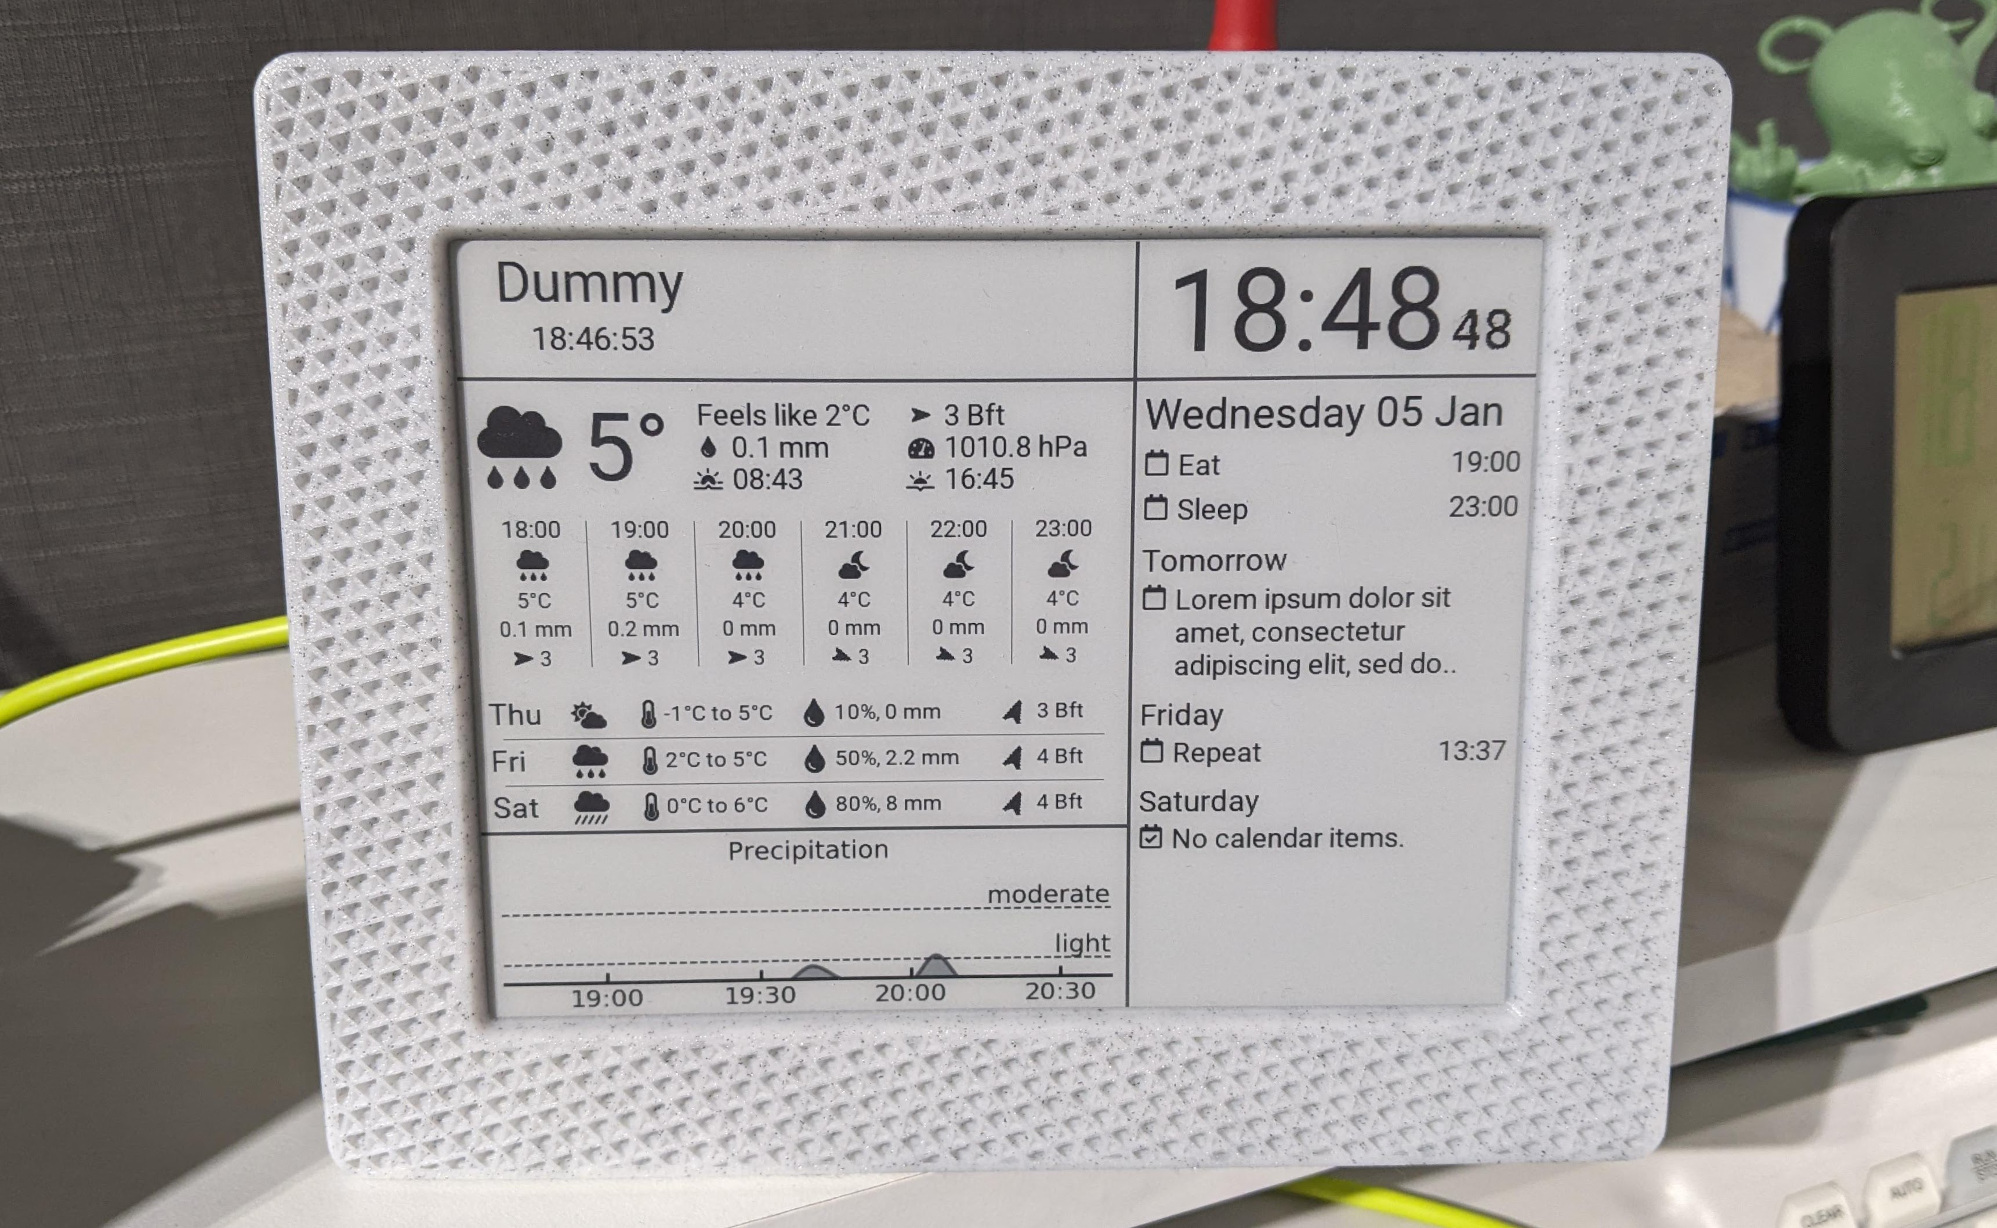 Dummy
18:46:53
18:48 48
5° Feels like 2°C 3 Bft
0.1 mm 1010.8 hPa
08:43 16:45
18:00 19:00 20:00 21:00 22:00 23:00
5°C 5°C 4°C 4°C 4°C 4°C
0.1 mm 0.2 mm 0 mm 0 mm 0 mm 0 mm
3 3 3 3 3 3
Thu -1°C to 5°C 10%, 0 mm 3 Bft
Fri 2°C to 5°C 50%, 2.2 mm 4 Bft
Sat 0°C to 6°C 80%, 8 mm 4 Bft
Precipitation
moderate
light
19:00 19:30 20:00 20:30
Wednesday 05 Jan
Eat 19:00
Sleep 23:00
Tomorrow
Lorem ipsum dolor sit
amet, consectetur
adipiscing elit, sed do..
Friday
Repeat 13:37
Saturday
No calendar items.
CLEAR AUTO